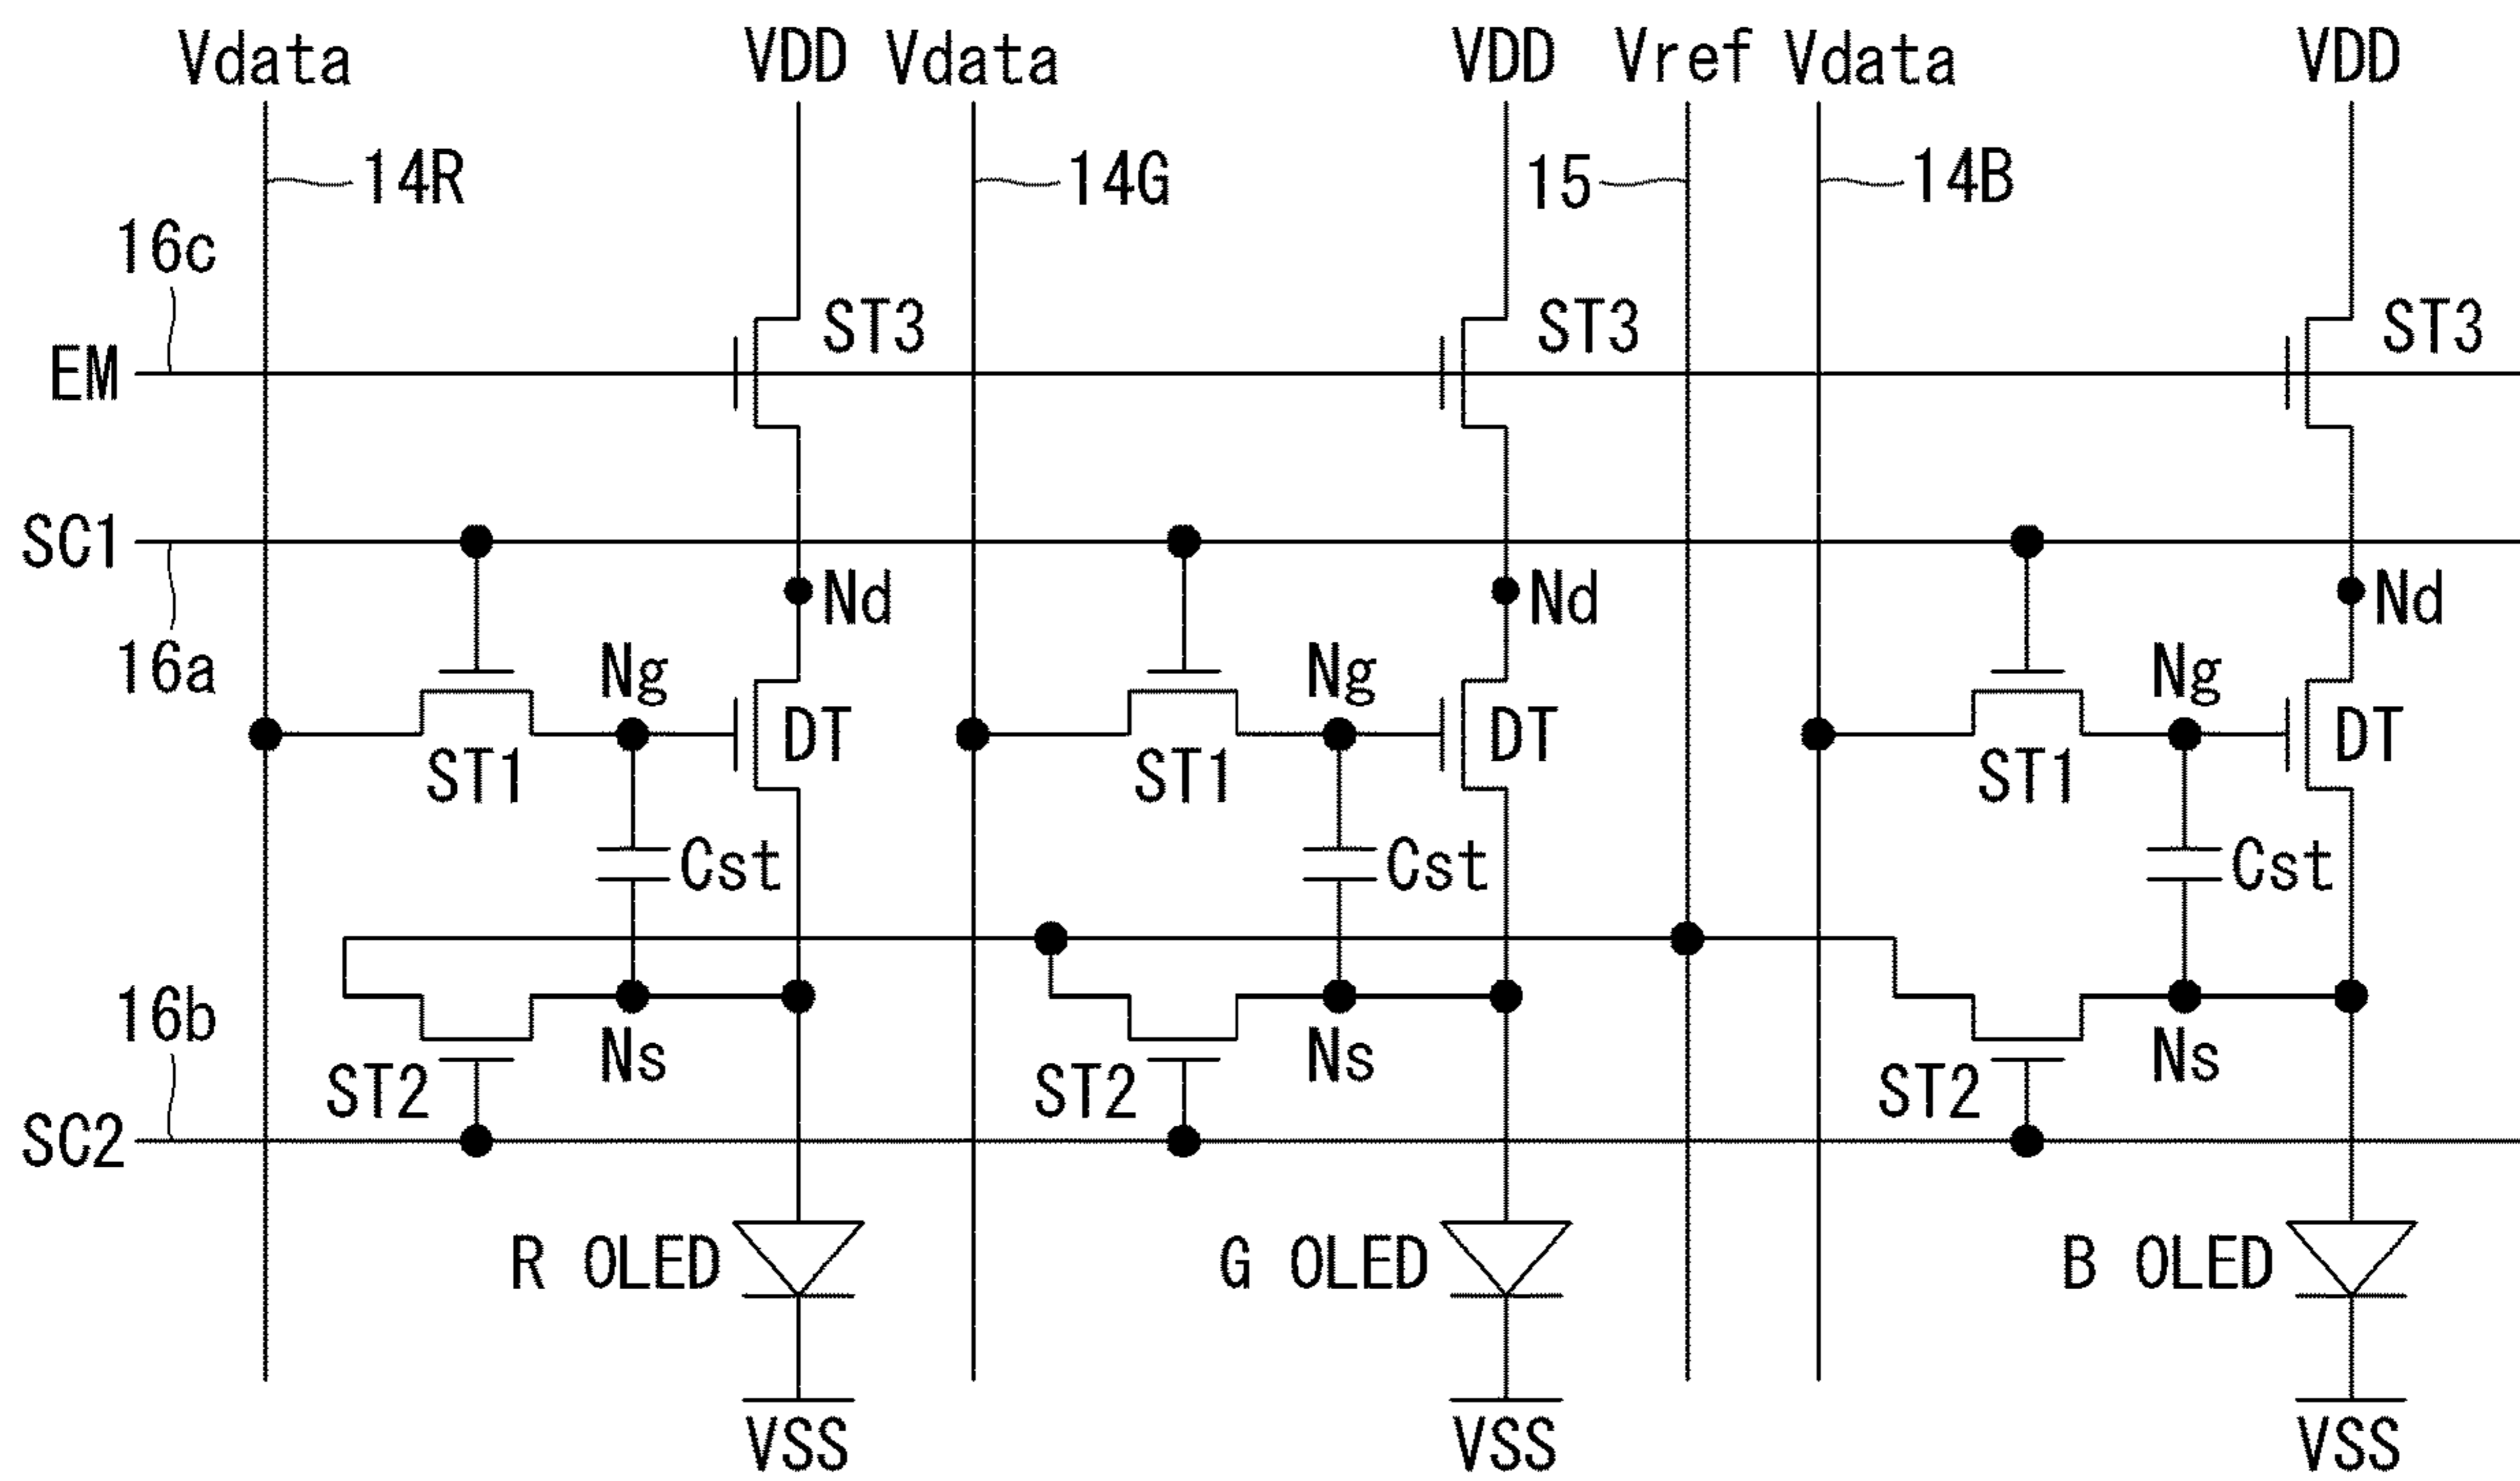 Vdata VDD Vdata VDD Vref Vdata VDD
14R 14G 15 14B
16c
ST3 ST3 ST3
EM
SC1
Nd Nd Nd
16a Ng Ng Ng
DT DT DT
ST1 ST1 ST1
Cst Cst Cst
16b
Ns Ns Ns
ST2 ST2 ST2
SC2
R OLED G OLED B OLED
VSS VSS VSS